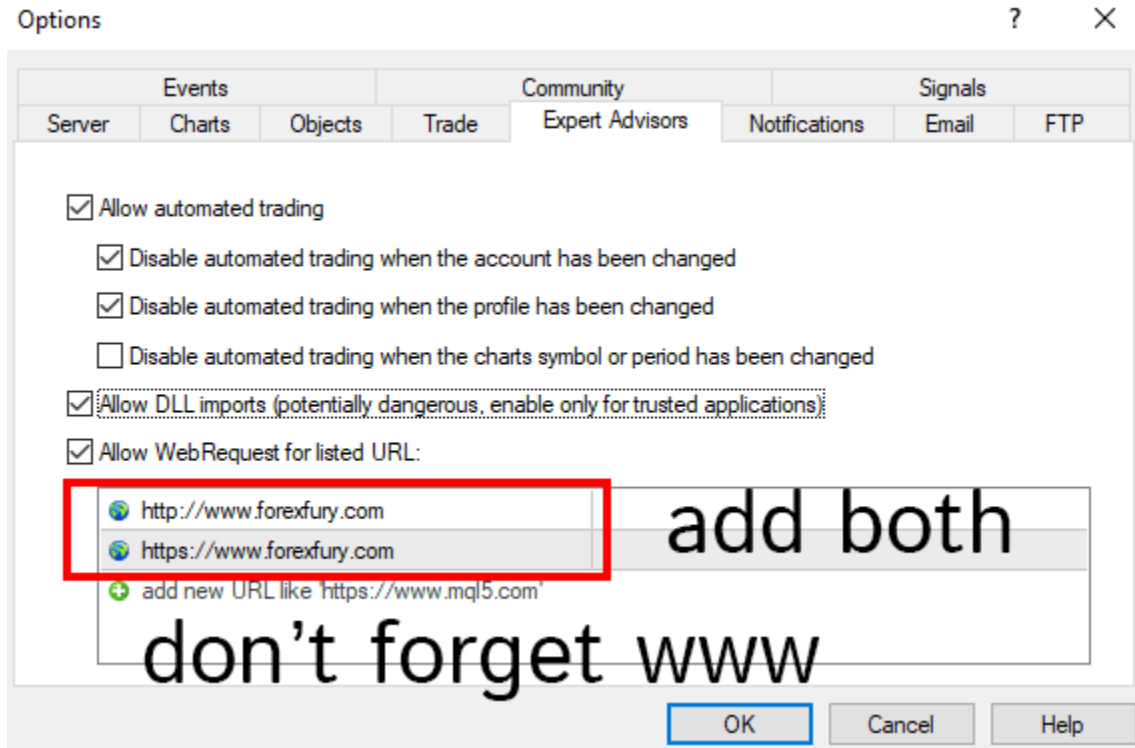 Options
?
Events Community Signals
Server Charts Objects Trade Expert Advisors Notifications Email FTP
Allow automated trading
Disable automated trading when the account has been changed
Disable automated trading when the profile has been changed
Disable automated trading when the charts symbol or period has been changed
Allow DLL imports (potentially dangerous, enable only for trusted applications)
Allow WebRequest for listed URL:
http://www.forexfury.com
https://www.forexfury.com
add both
add new URL like 'https://www.mql5.com'
don't forget www
OK Cancel Help